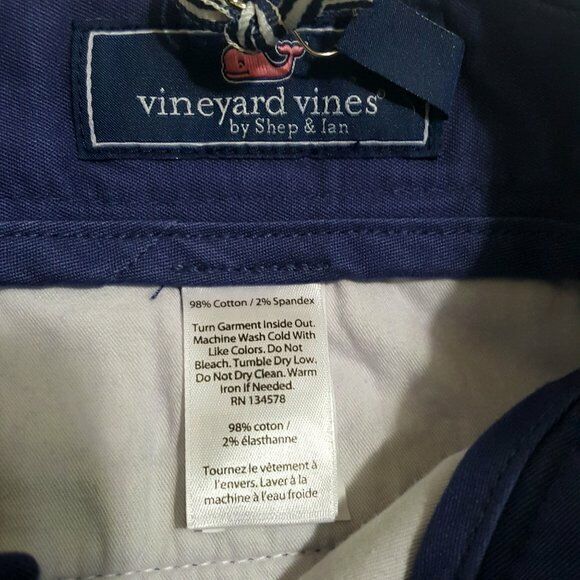 vineyard vines®
by Shep & Ian
98% Cotton / 2% Spandex
Turn Garment Inside Out.
Machine Wash Cold With
Like Colors. Do Not
Bleach. Tumble Dry Low.
Do Not Dry Clean. Warm
Iron If Needed.
RN 134578
98% coton /
2% élasthanne
Tournez le vêtement à
l'envers. Laver à la
machine à l'eau froide